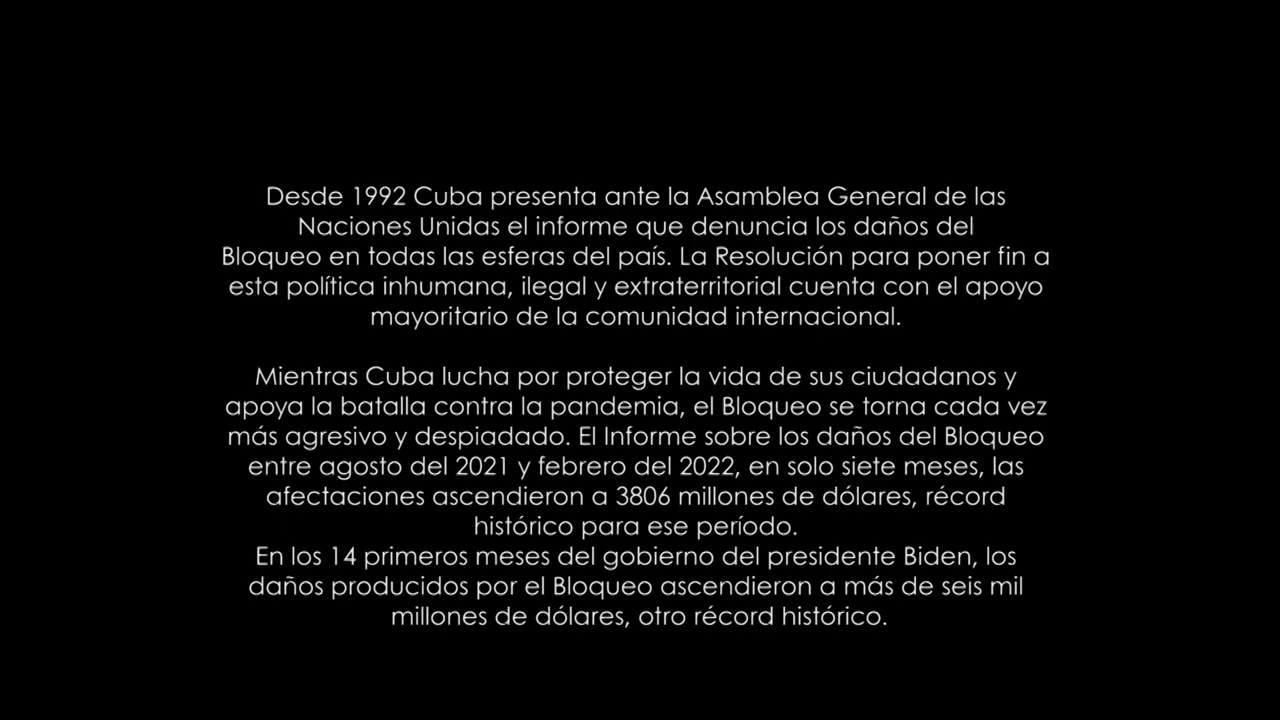 Desde 1992 Cuba presenta ante la Asamblea General de las
Naciones Unidas el informe que denuncia los daños del
Bloqueo en todas las esferas del país. La Resolución para poner fin a
esta política inhumana, ilegal y extraterritorial cuenta con el apoyo
mayoritario de la comunidad internacional.
Mientras Cuba lucha por proteger la vida de sus ciudadanos y
apoya la batalla contra la pandemia, el Bloqueo se torna cada vez
más agresivo y despiadado. El Informe sobre los daños del Bloqueo
entre agosto del 2021 y febrero del 2022, en solo siete meses, las
afectaciones ascendieron a 3806 millones de dólares, récord
histórico para ese período.
En los 14 primeros meses del gobierno del presidente Biden, los
daños producidos por el Bloqueo ascendieron a más de seis mil
millones de dólares, otro récord histórico.